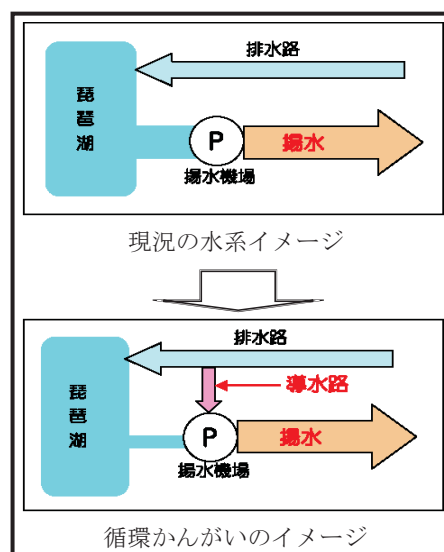 排水路
琵琶湖
P
揚水
揚水機場
現況の水系イメージ
排水路
導水路
琵琶湖
P
揚水
揚水機場
循環かんがいのイメージ